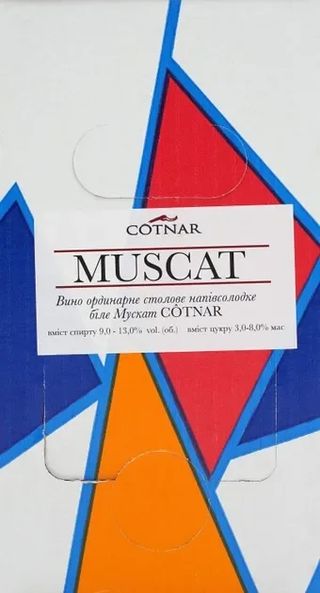 CÔTNAR
MUSCAT
Вино ординарне столове напівсолодке
біле Мускат CÔTNAR
вміст спирту 9,0 - 13,0% vol. (об.) вміст цукру 3,0-8,0% мас